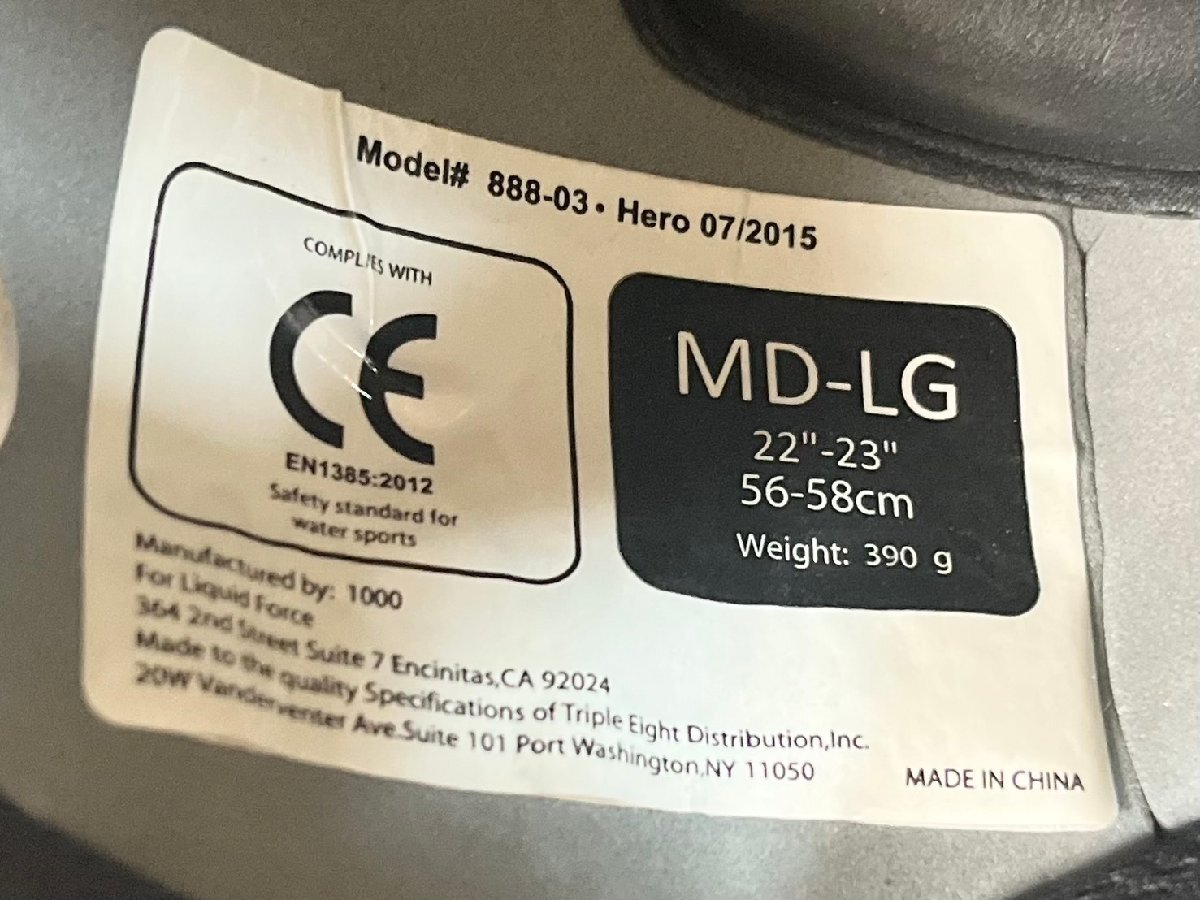 Model# 888-03 • Hero 07/2015
COMPLIES WITH
CE
EN1385:2012
Safety standard for
water sports
MD-LG
22"-23"
56-58cm
Weight: 390 g
Manufactured by: 1000
For Liquid Force
364 2nd Street Suite 7 Encinitas,CA 92024
Made to the quality Specifications of Triple Eight Distribution,Inc.
20W Vanderventer Ave.Suite 101 Port Washington,NY 11050
MADE IN CHINA